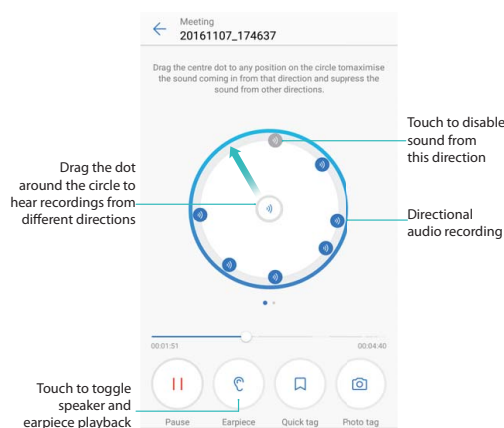 Meeting
20161107_174637
Drag the centre dot to any position on the circle tomaximise
the sound coming in from that direction and supress the
sound from other directions.
Touch to disable
sound from
this direction
Drag the dot
around the circle to
hear recordings from
different directions
Directional
audio recording
00:01:51
00:04:40
Touch to toggle
speaker and
earpiece playback
Pause
Earpiece
Quick tag
Photo tag